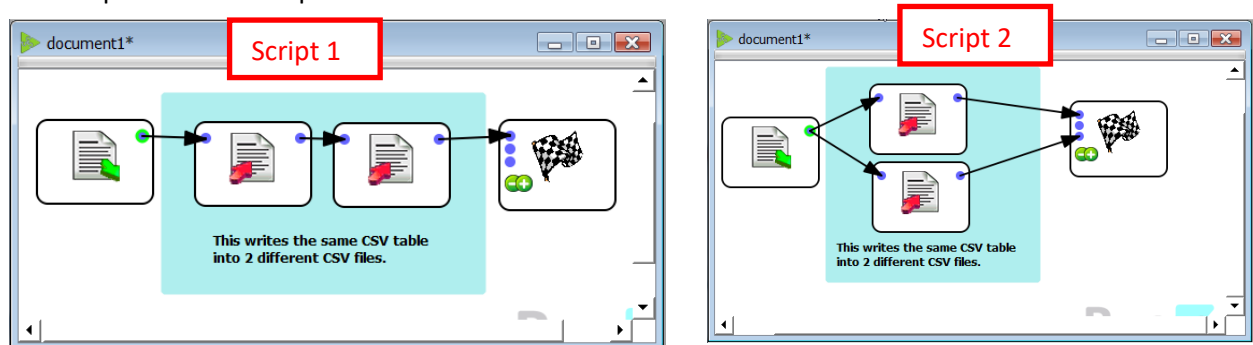 document1*
Script 1
This writes the same CSV table
into 2 different CSV files.
document1*
Script 2
This writes the same CSV table
into 2 different CSV files.